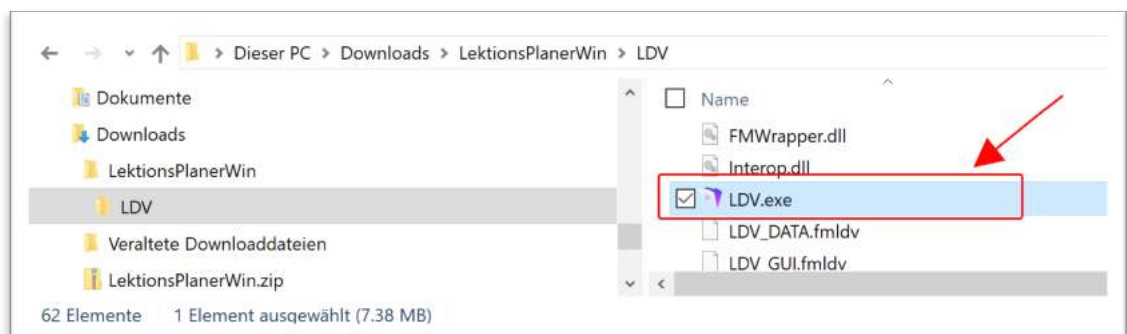 Dieser PC > Downloads > LektionsPlanerWin > LDV
Dokumente
Downloads
LektionsPlanerWin
LDV
Veraltete Downloaddateien
LektionsPlanerWin.zip
Name
FMWrapper.dll
Interop.dll
LDV.exe
LDV_DATA.fmldv
LDV_GUI.fmldv
62 Elemente 1 Element ausgewählt (7.38 MB)